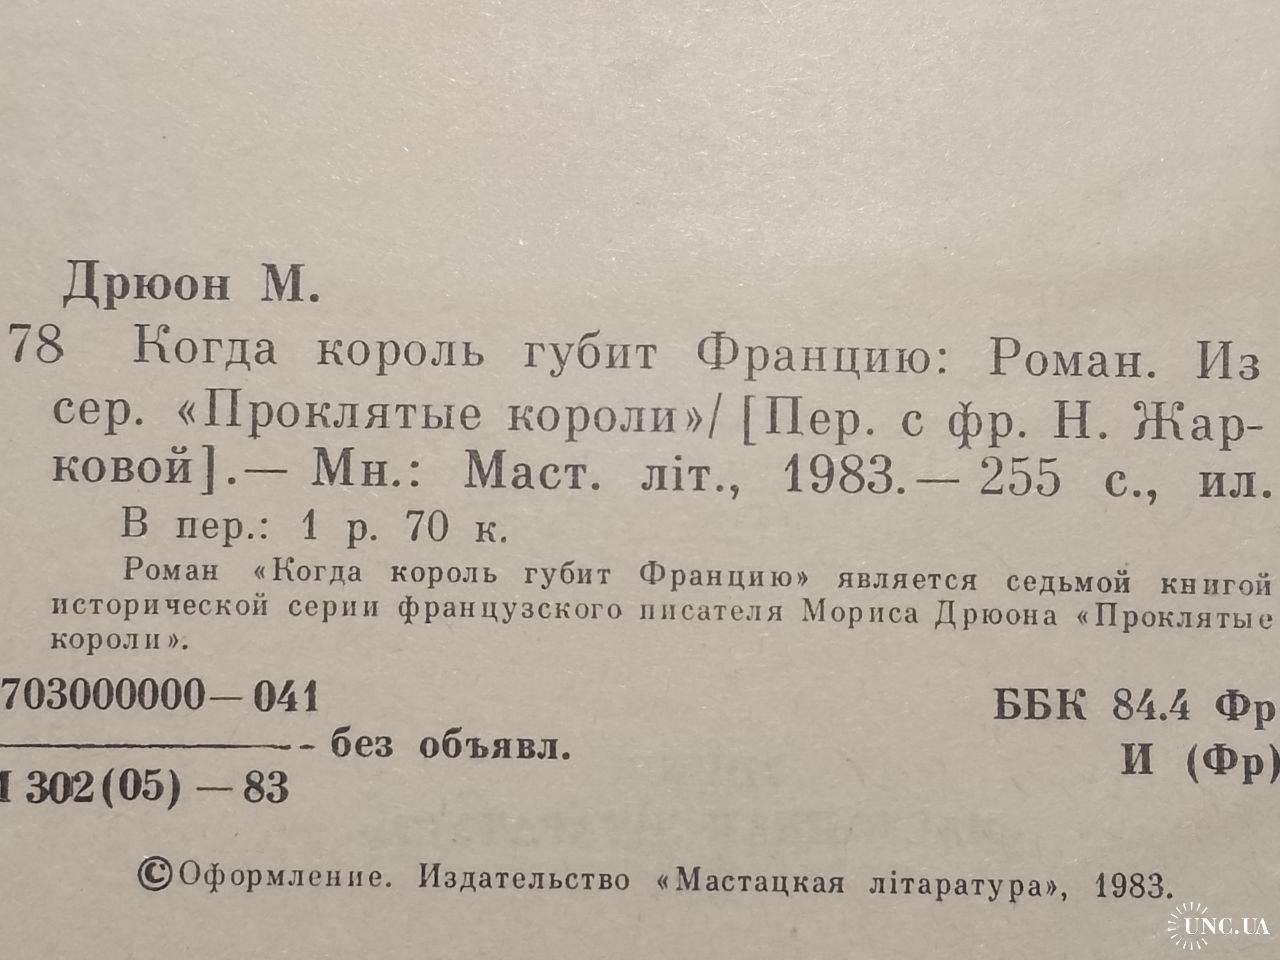 Дрюон М.
78 Когда король губит Францию: Роман. Из
сер. «Проклятые короли»/ [Пер. с фр. Н. Жар-
ковой].— Мн.: Маст. літ., 1983.— 255 с., ил.
В пер.: 1 р. 70 к.
Роман «Когда король губит Францию» является седьмой книгой
исторической серии французского писателя Мориса Дрюона «Проклятые
короли».
703000000—041
— без объявл.
302(05)—83
ББК 84.4 Фр
И (Фр)
©Оформление. Издательство «Мастацкая літаратура», 1983.
UNC.UA